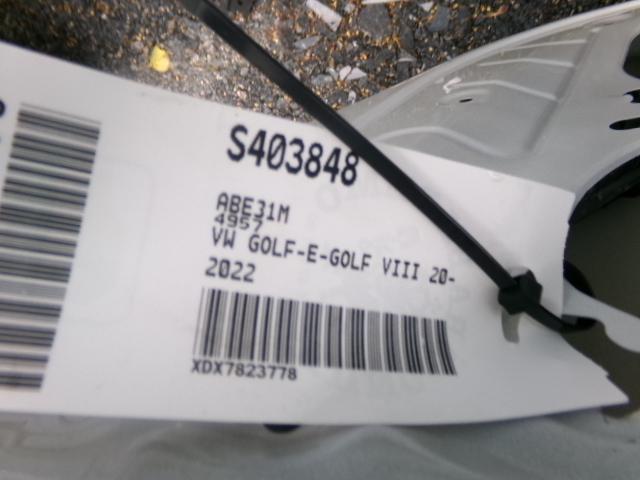 S403848
ABE31M
4957
VW GOLF-E-GOLF VIII 20-
2022
XDX7823778